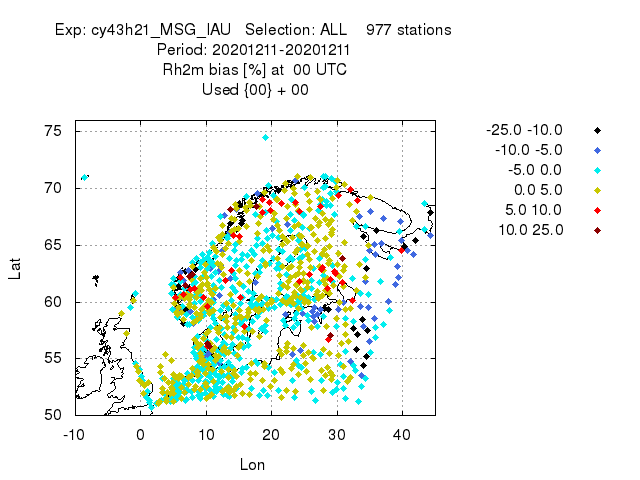 Exp: cy43h21_MSG_IAU Selection: ALL 977 stations
Period: 20201211-20201211
Rh2m bias [%] at 00 UTC
Used {00} + 00
-25.0 -10.0
-10.0 -5.0
-5.0 0.0
0.0 5.0
5.0 10.0
10.0 25.0
75
70
65
60
55
50
Lat
-10 0 10 20 30 40
Lon